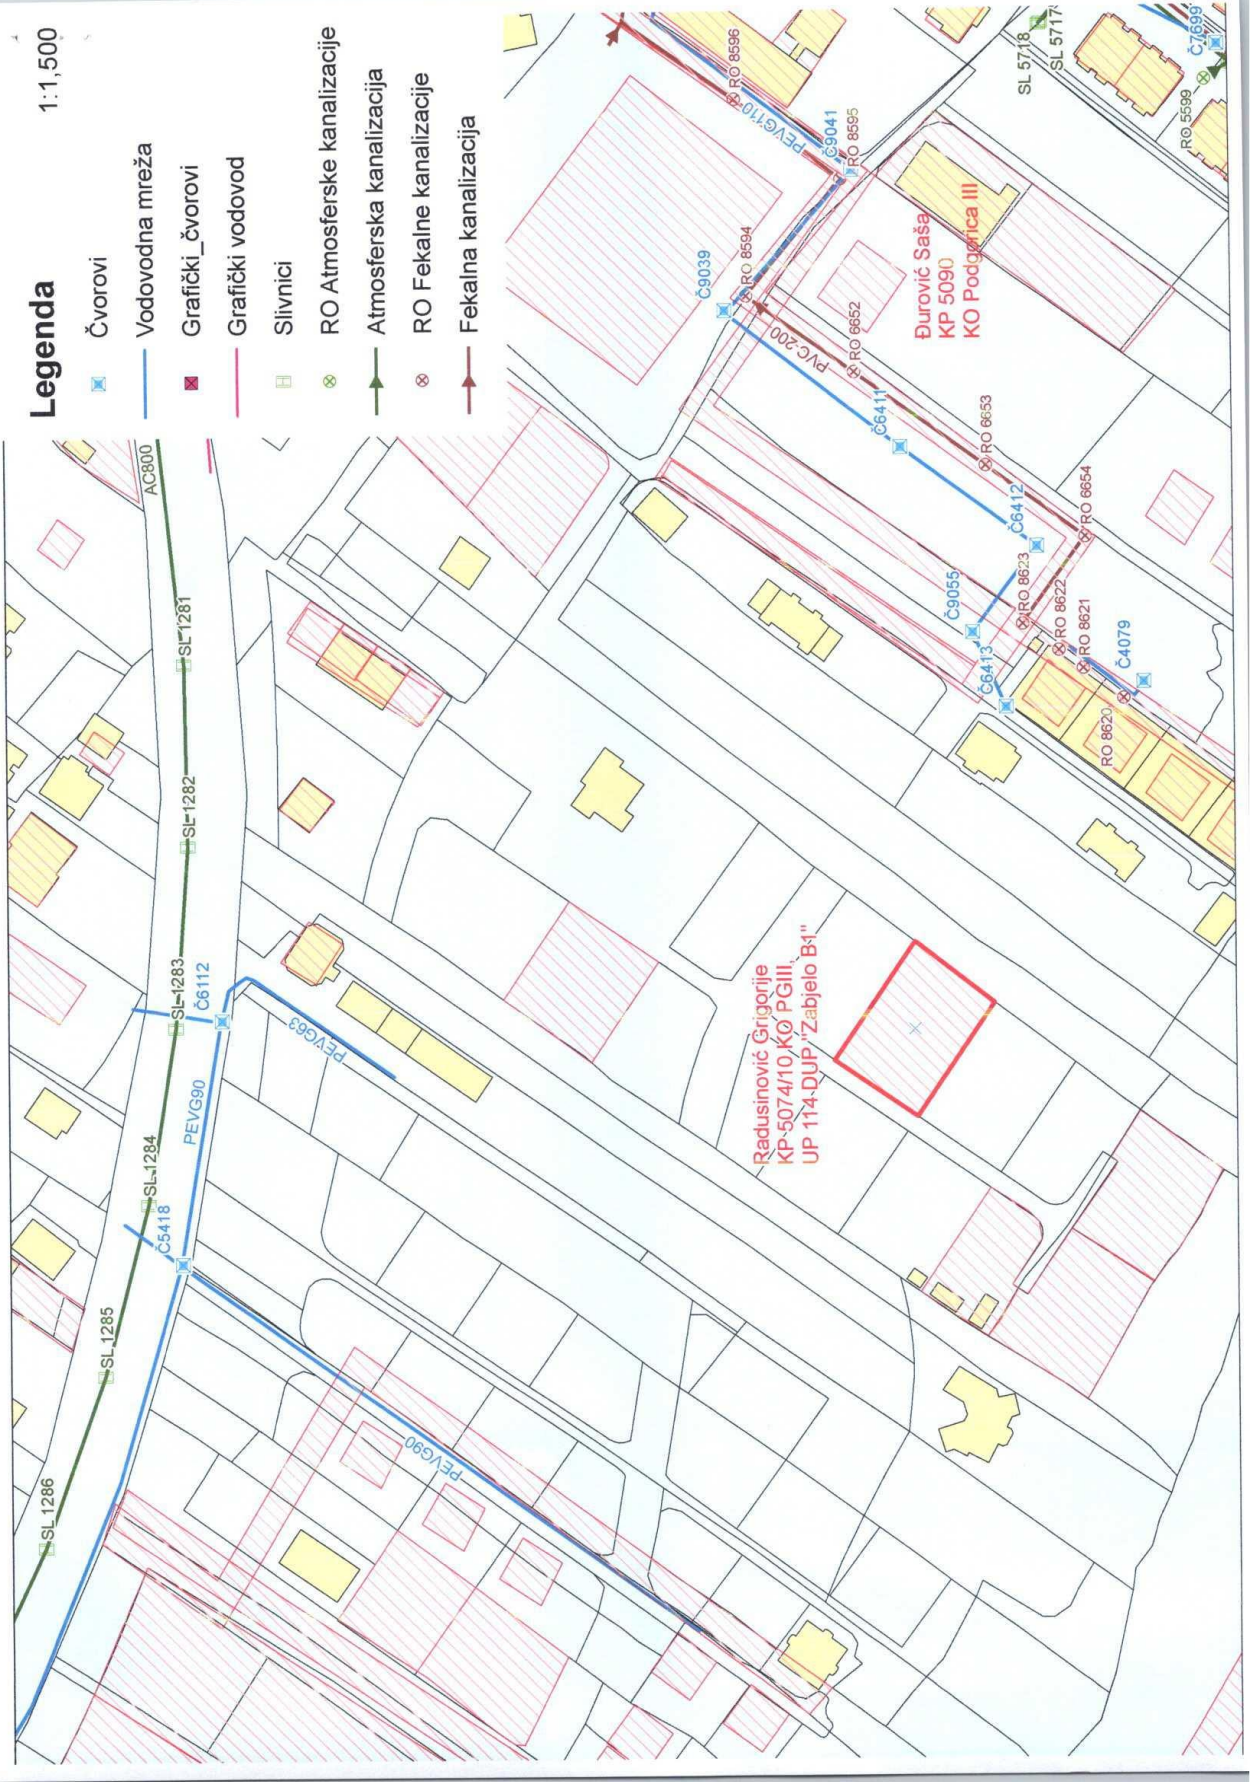 Legenda
1:1,500
Čvorovi
Vodovodna mreža
Grafički_čvorovi
Grafički vodovod
Slivnici
RO Atmosferske kanalizacije
Atmosferska kanalizacija
RO Fekalne kanalizacije
Fekalna kanalizacija
SL 1286
SL 1285
SL 1284
SL 1283
SL 1282
SL 1281
AC800
Č5418
PEVG90
Č6112
PEVG63
PEVG90
Radusinović Grigorije
KP 5074/10 KO PGIII,
UP 114-DUP "Zabjelo B1"
Đurović Saša
KP 5090
KO Podgorica III
Č9039
RO 8594
PVC-200
RO 6652
Č6411
RO 6653
Č6412
RO 6654
Č9055
RO 8623
RO 8622
RO 8621
Č6413
Č4079
RO 8620
RO 8596
PEVG110
Č9041
RO 8595
SL 5718
SL 5717
RO 5599
Č7699